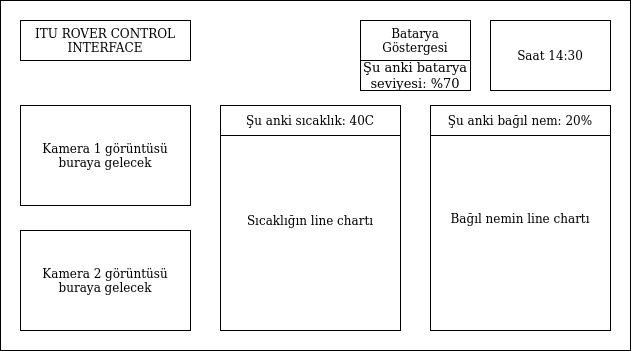 ITU ROVER CONTROL
INTERFACE
Batarya
Göstergesi
Şu anki batarya
seviyesi: %70
Saat 14:30
Kamera 1 görüntüsü
buraya gelecek
Şu anki sıcaklık: 40C
Sıcaklığın line chartı
Şu anki bağıl nem: 20%
Bağıl nemin line chartı
Kamera 2 görüntüsü
buraya gelecek